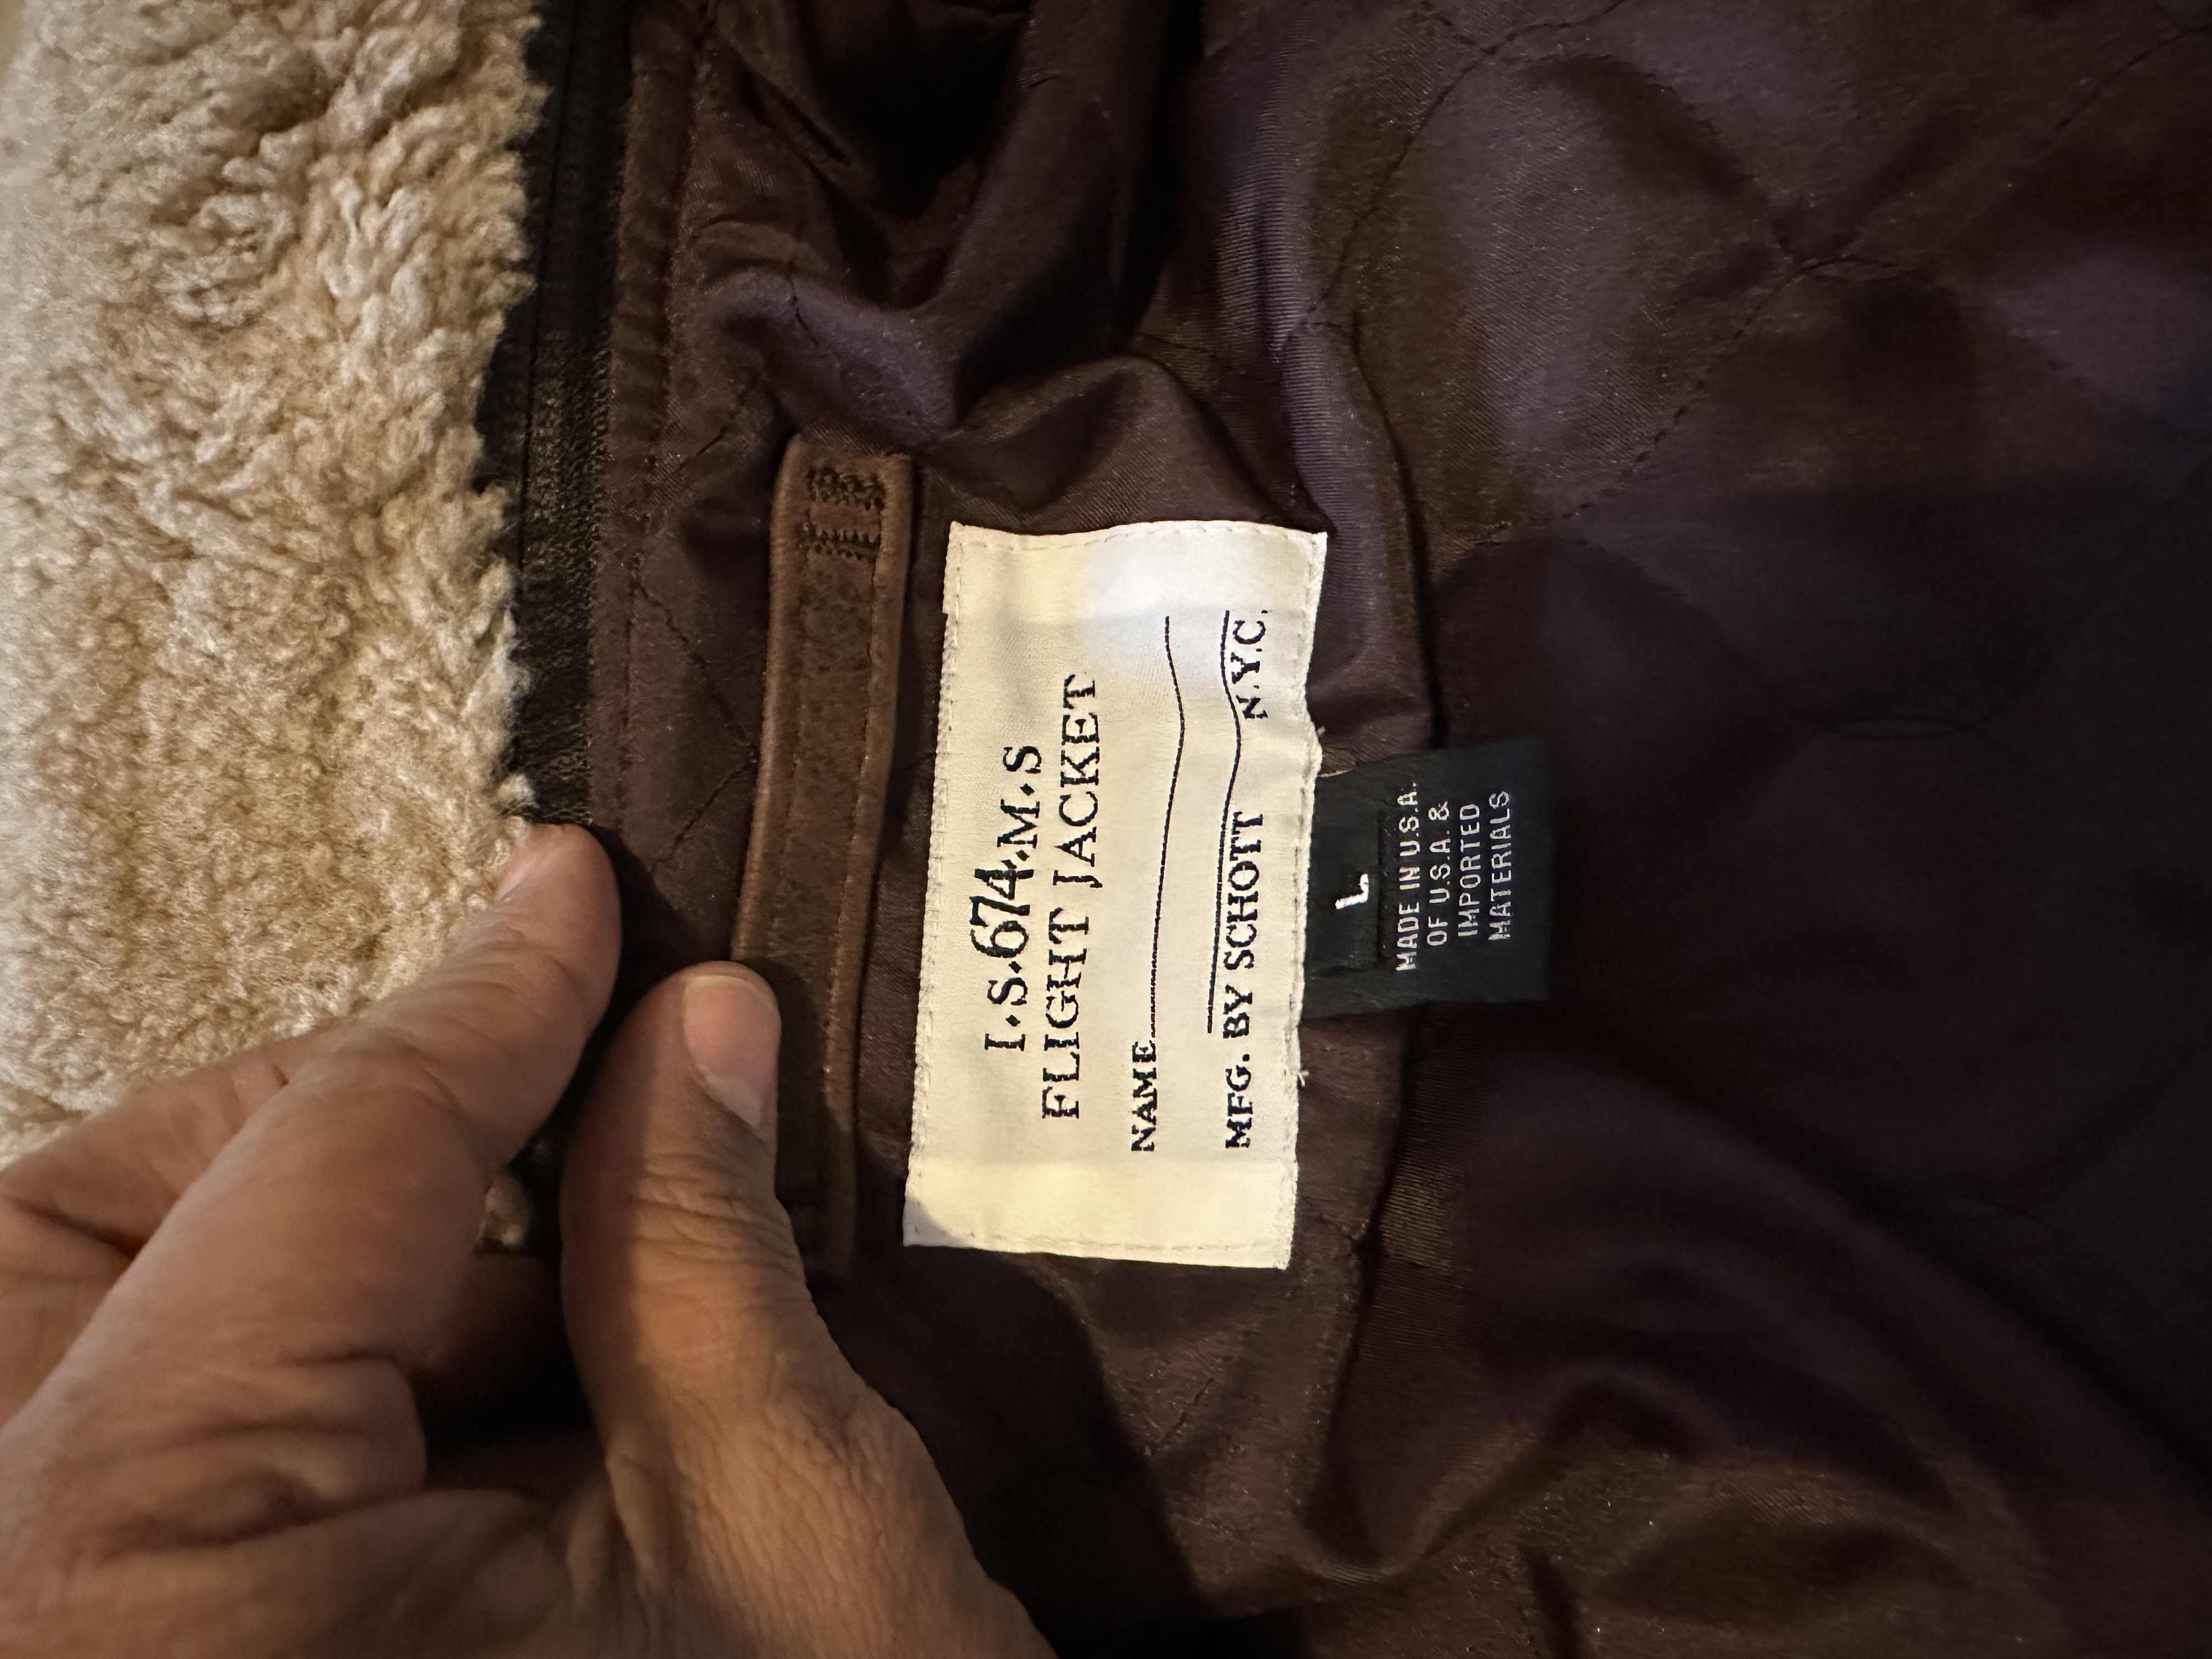 I.S.674.M.S
FLIGHT JACKET
NAME
MFG. BY SCHOTT N.Y.C.
L
MADE IN U.S.A.
OF U.S.A. &
IMPORTED
MATERIALS